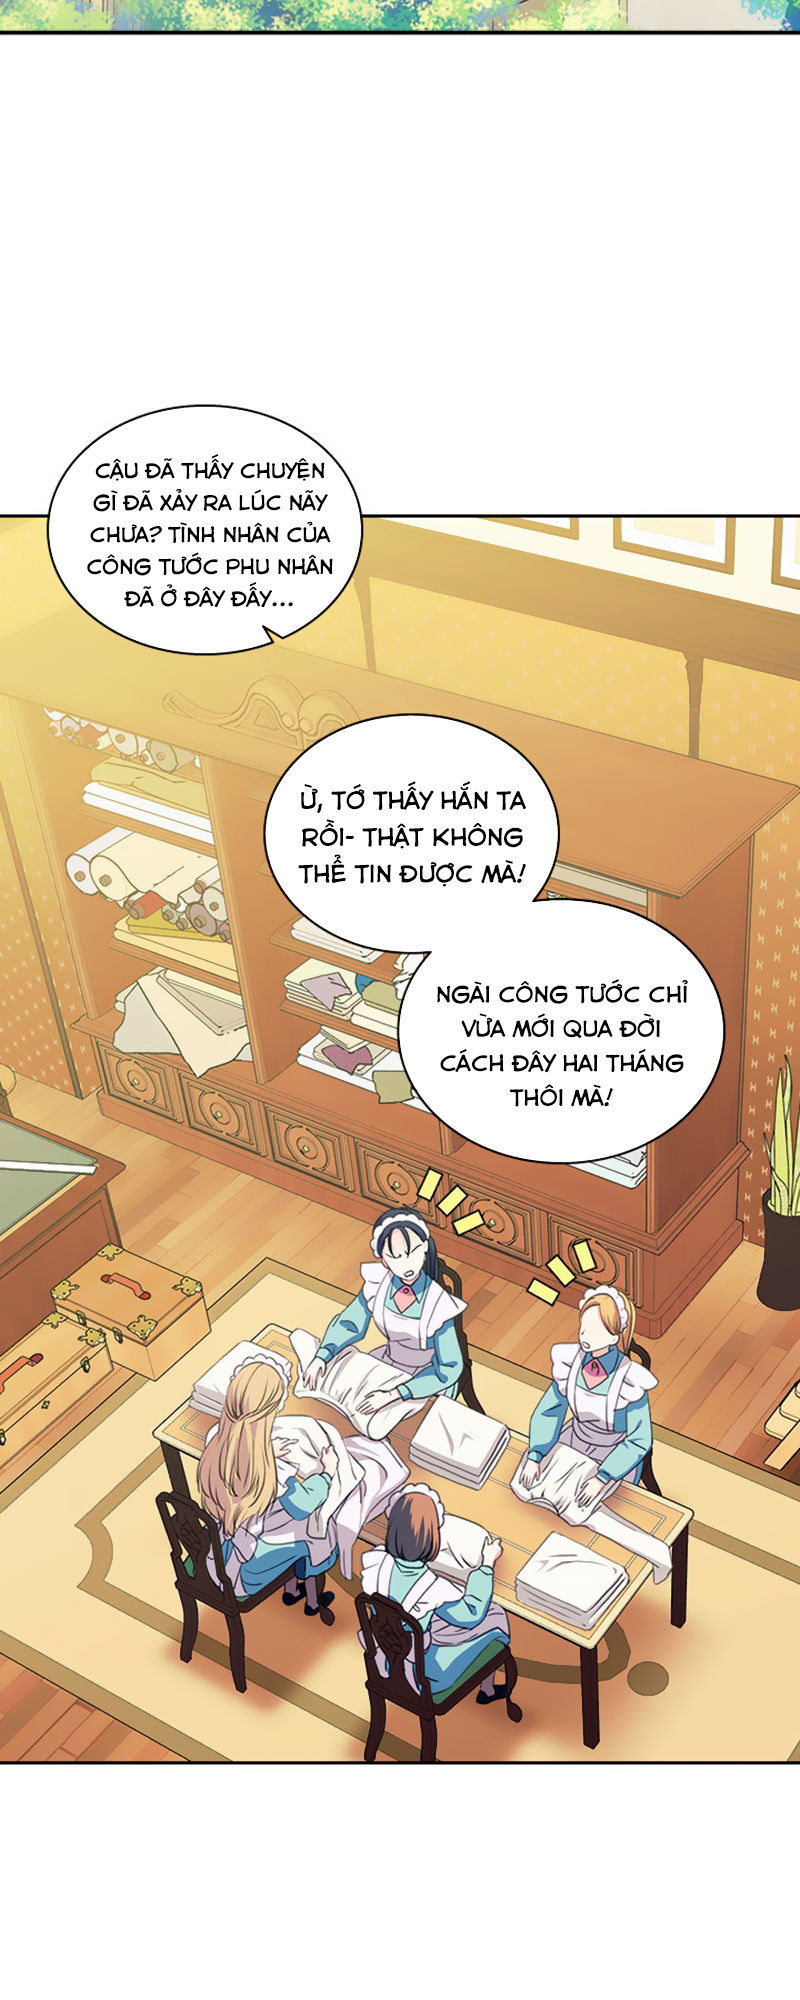 CẬU ĐÃ THẤY CHUYỆN
GÌ ĐÃ XẢY RA LÚC NÃY
CHƯA? TÌNH NHÂN CỦA
CÔNG TƯỚC PHU NHÂN
ĐÃ Ở ĐÂY ĐẤY...
Ừ, TỚ THẤY HẮN TA
RỒI- THẬT KHÔNG
THỂ TIN ĐƯỢC MÀ!
NGÀI CÔNG TƯỚC CHỈ
VỪA MỚI QUA ĐỜI
CÁCH ĐÂY HAI THÁNG
THÔI MÀ!